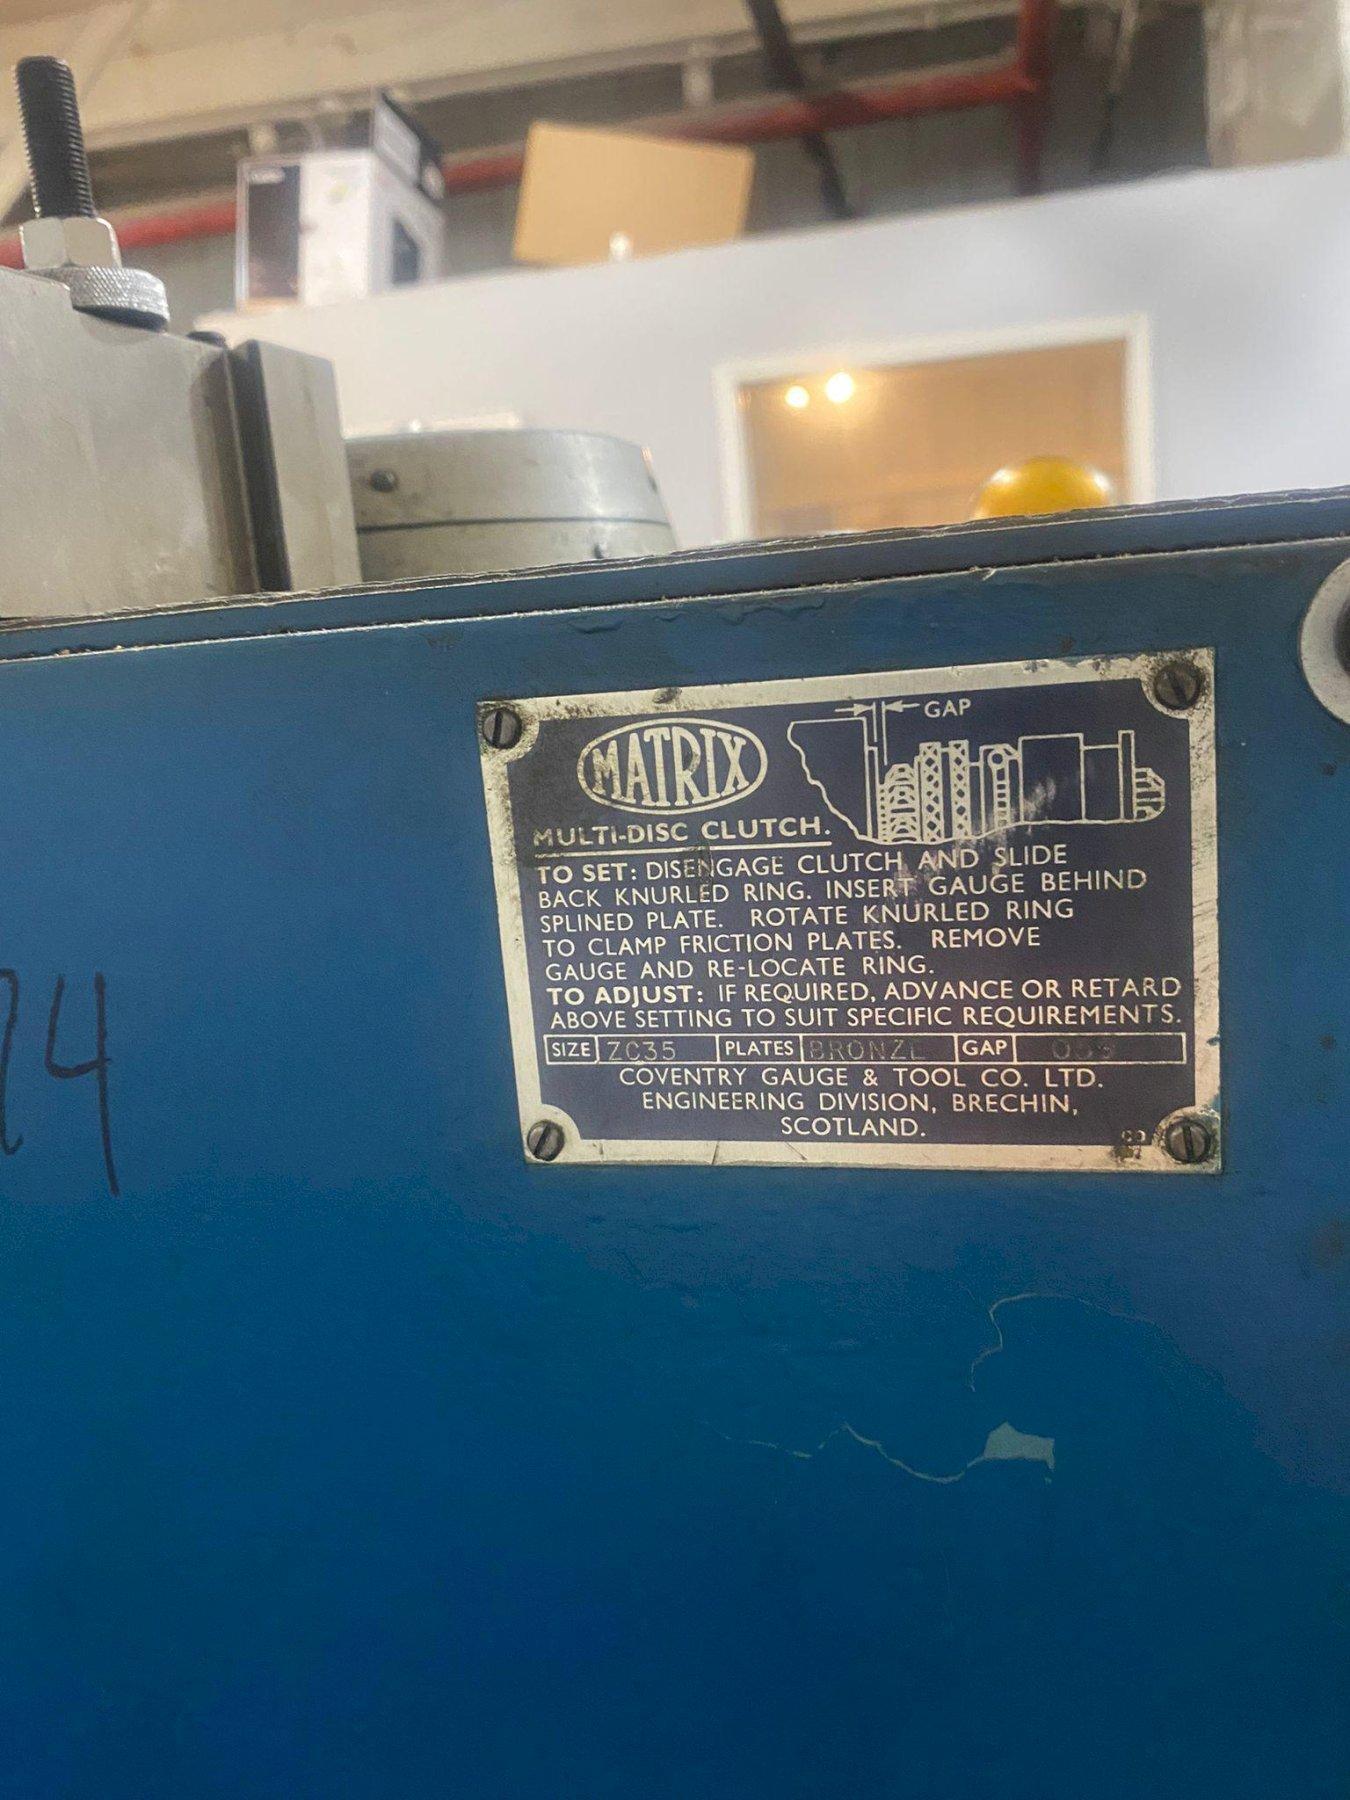 GAP
MATRIX
MULTI-DISC CLUTCH.
TO SET: DISENGAGE CLUTCH AND SLIDE
BACK KNURLED RING. INSERT GAUGE BEHIND
SPLINED PLATE. ROTATE KNURLED RING
TO CLAMP FRICTION PLATES. REMOVE
GAUGE AND RE-LOCATE RING.
TO ADJUST: IF REQUIRED, ADVANCE OR RETARD
ABOVE SETTING TO SUIT SPECIFIC REQUIREMENTS.
SIZE ZC35 PLATES BRONZE GAP
COVENTRY GAUGE & TOOL CO. LTD.
ENGINEERING DIVISION, BRECHIN,
SCOTLAND.